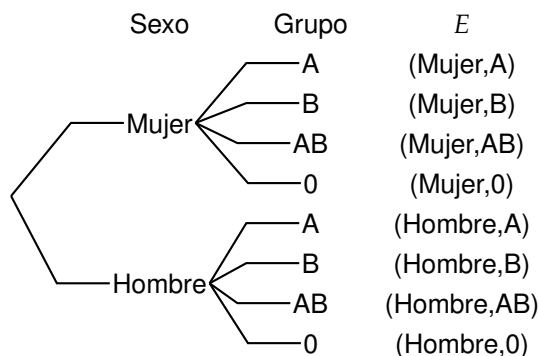 Sexo Grupo E
A (Mujer,A)
B (Mujer,B)
Mujer
AB (Mujer,AB)
0 (Mujer,0)
A (Hombre,A)
B (Hombre,B)
Hombre
AB (Hombre,AB)
0 (Hombre,0)